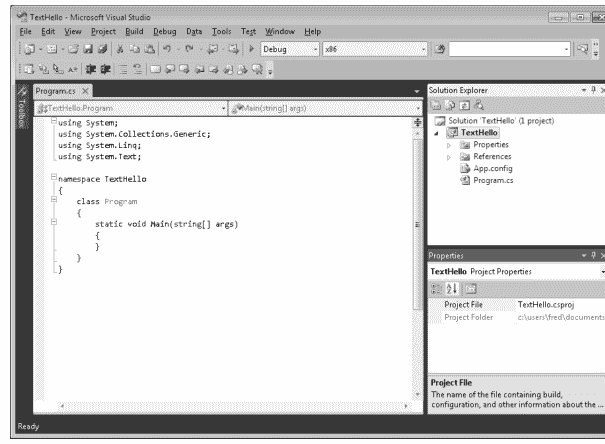 TextHello - Microsoft Visual Studio
File Edit View Project Build Debug Data Tools Test Window Help
Debug x86
Toolbox
Program.cs
TextHello.Program
Main(string[] args)
using System;
using System.Collections.Generic;
using System.Linq;
using System.Text;
namespace TextHello
{
class Program
{
static void Main(string[] args)
{
}
}
}
Solution Explorer
Solution 'TextHello' (1 project)
TextHello
Properties
References
App.config
Program.cs
Properties
TextHello Project Properties
Project File TextHello.csproj
Project Folder c:\users\fred\documents
Project File
The name of the file containing build,
configuration, and other information about the ...
Ready